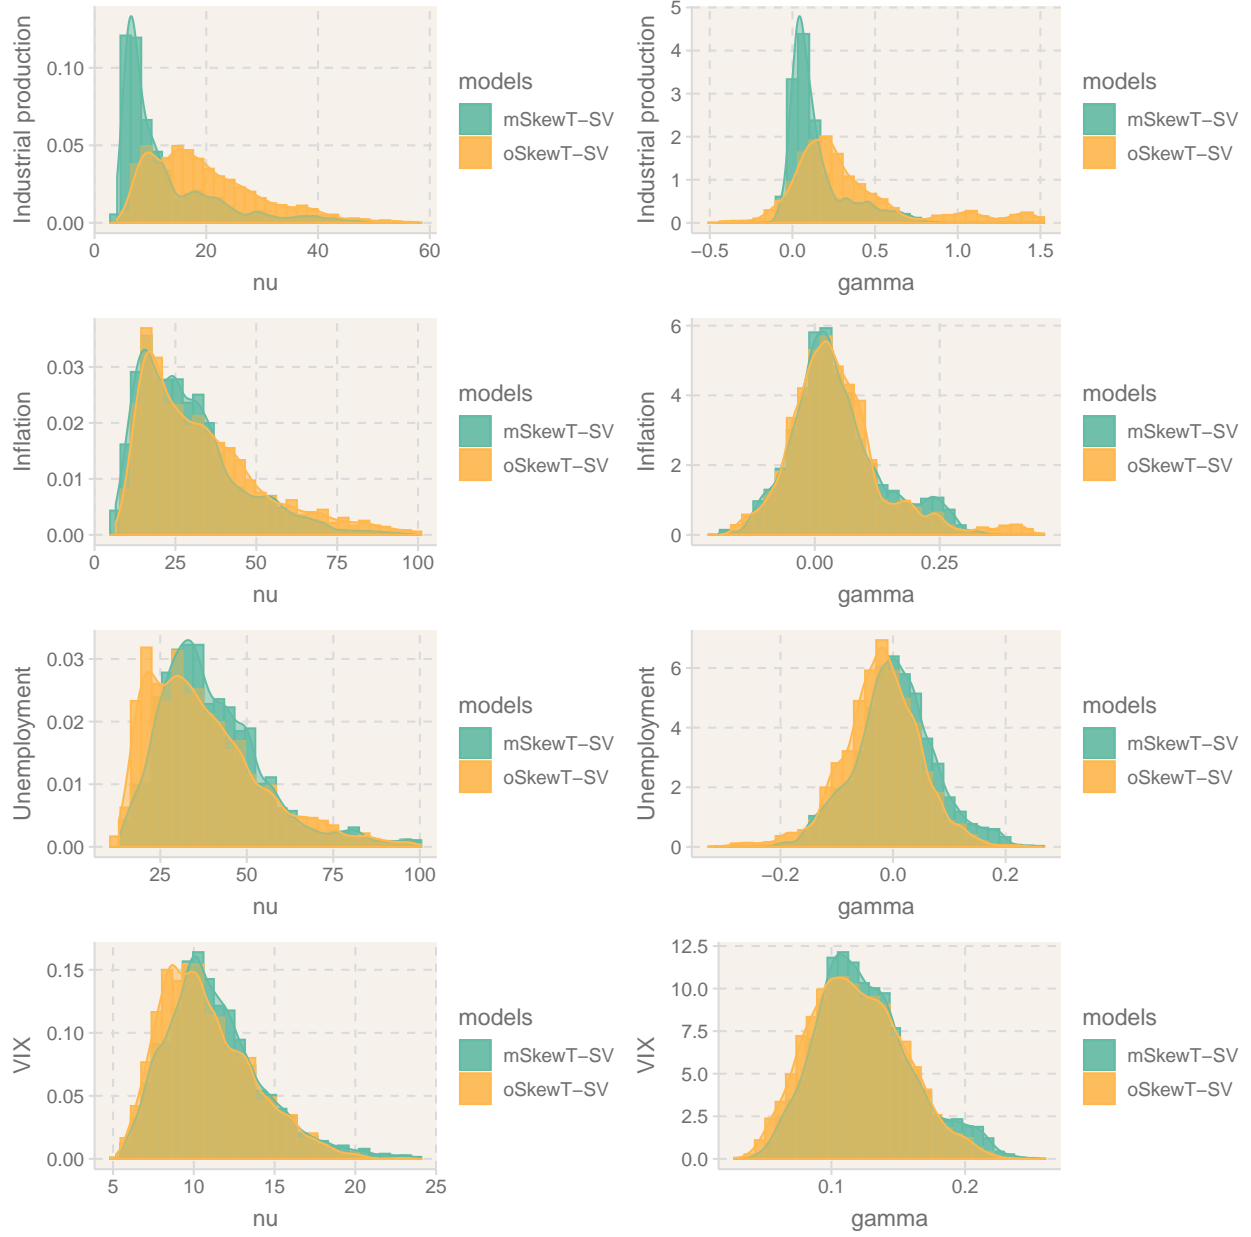 Industrial production
0.10
0.05
0.00
0
20
40
60
nu
models
mSkewT−SV
oSkewT−SV
Industrial production
5
4
3
2
1
0
−0.5
0.0
0.5
1.0
1.5
gamma
models
mSkewT−SV
oSkewT−SV
Inflation
0.03
0.02
0.01
0.00
0
25
50
75
100
nu
models
mSkewT−SV
oSkewT−SV
Inflation
6
4
2
0
0.00
0.25
gamma
models
mSkewT−SV
oSkewT−SV
Unemployment
0.03
0.02
0.01
0.00
25
50
75
100
nu
models
mSkewT−SV
oSkewT−SV
Unemployment
6
4
2
0
−0.2
0.0
0.2
gamma
models
mSkewT−SV
oSkewT−SV
VIX
0.15
0.10
0.05
0.00
5
10
15
20
25
nu
models
mSkewT−SV
oSkewT−SV
VIX
12.5
10.0
7.5
5.0
2.5
0.0
0.1
0.2
gamma
models
mSkewT−SV
oSkewT−SV